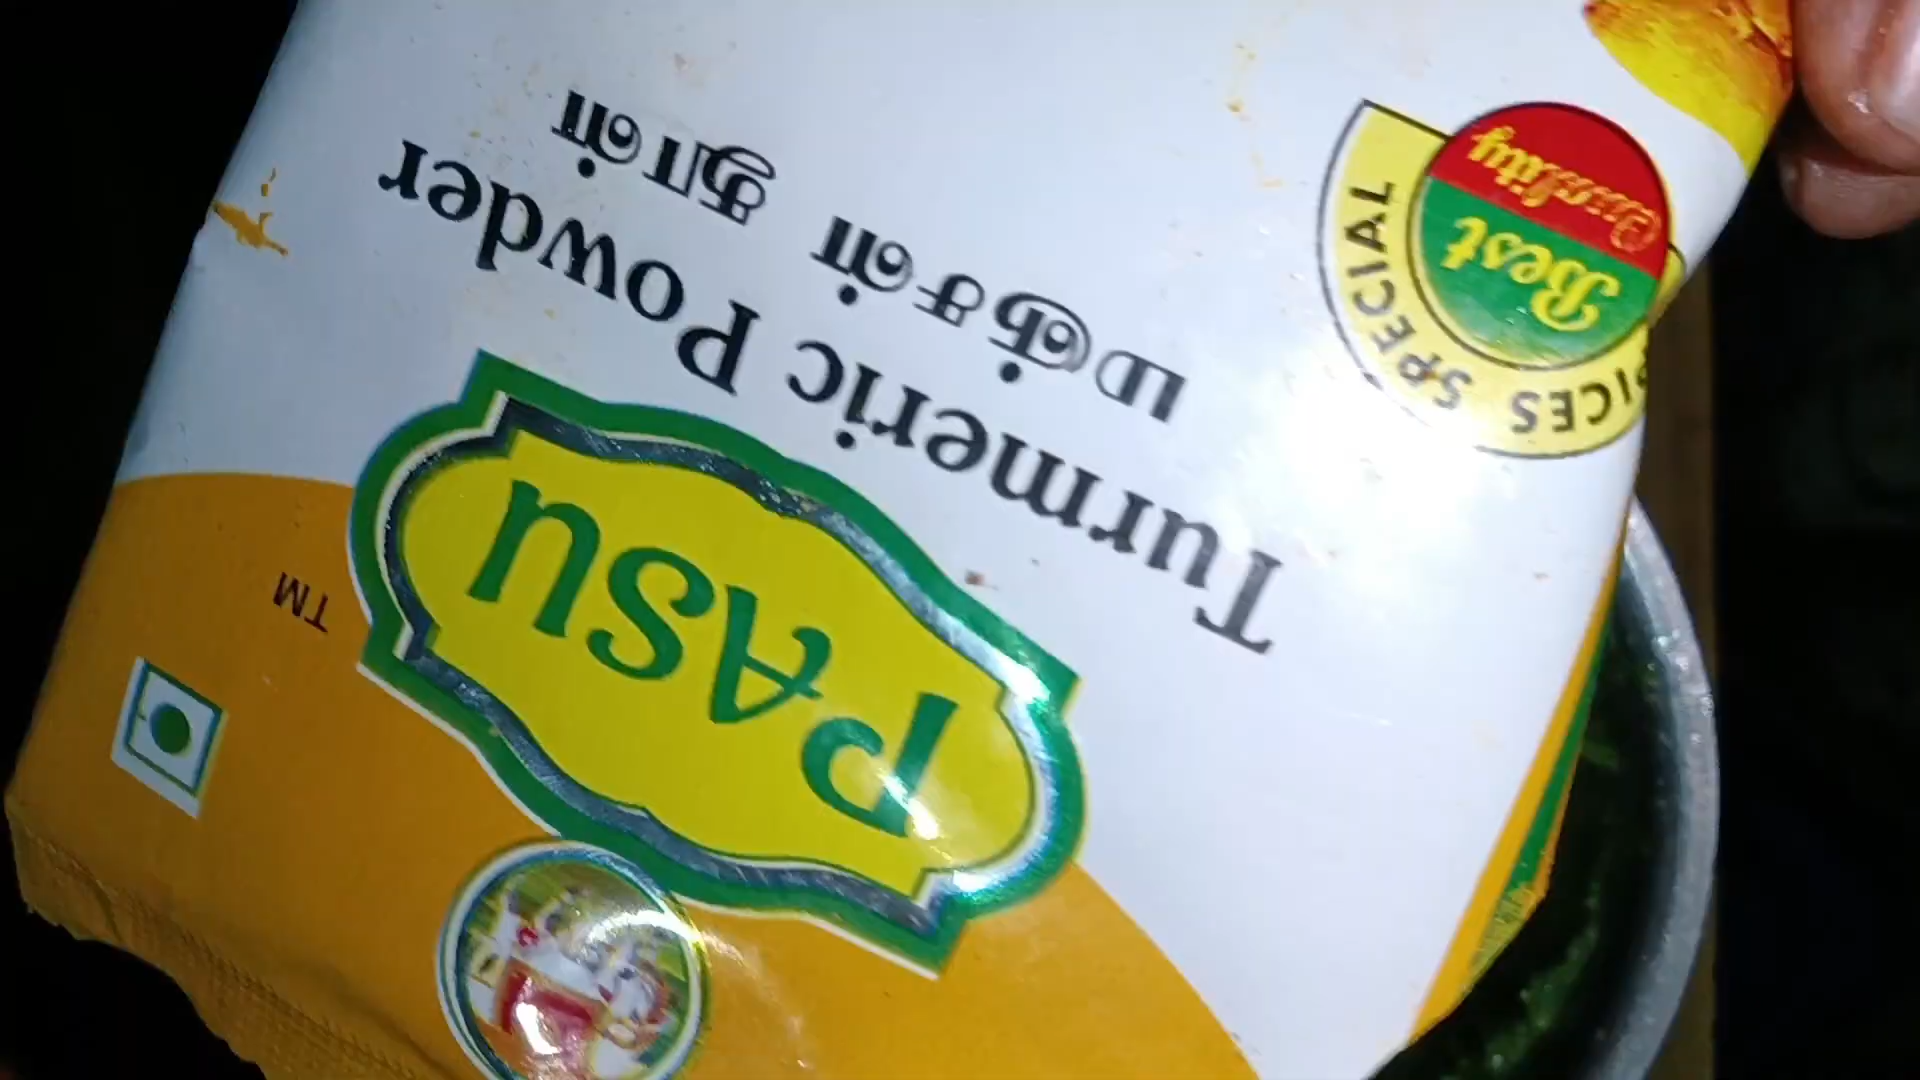 PASU
TM
Turmeric Powder
மஞ்சள் தூள்
SPICES SPECIAL
Best
Quality